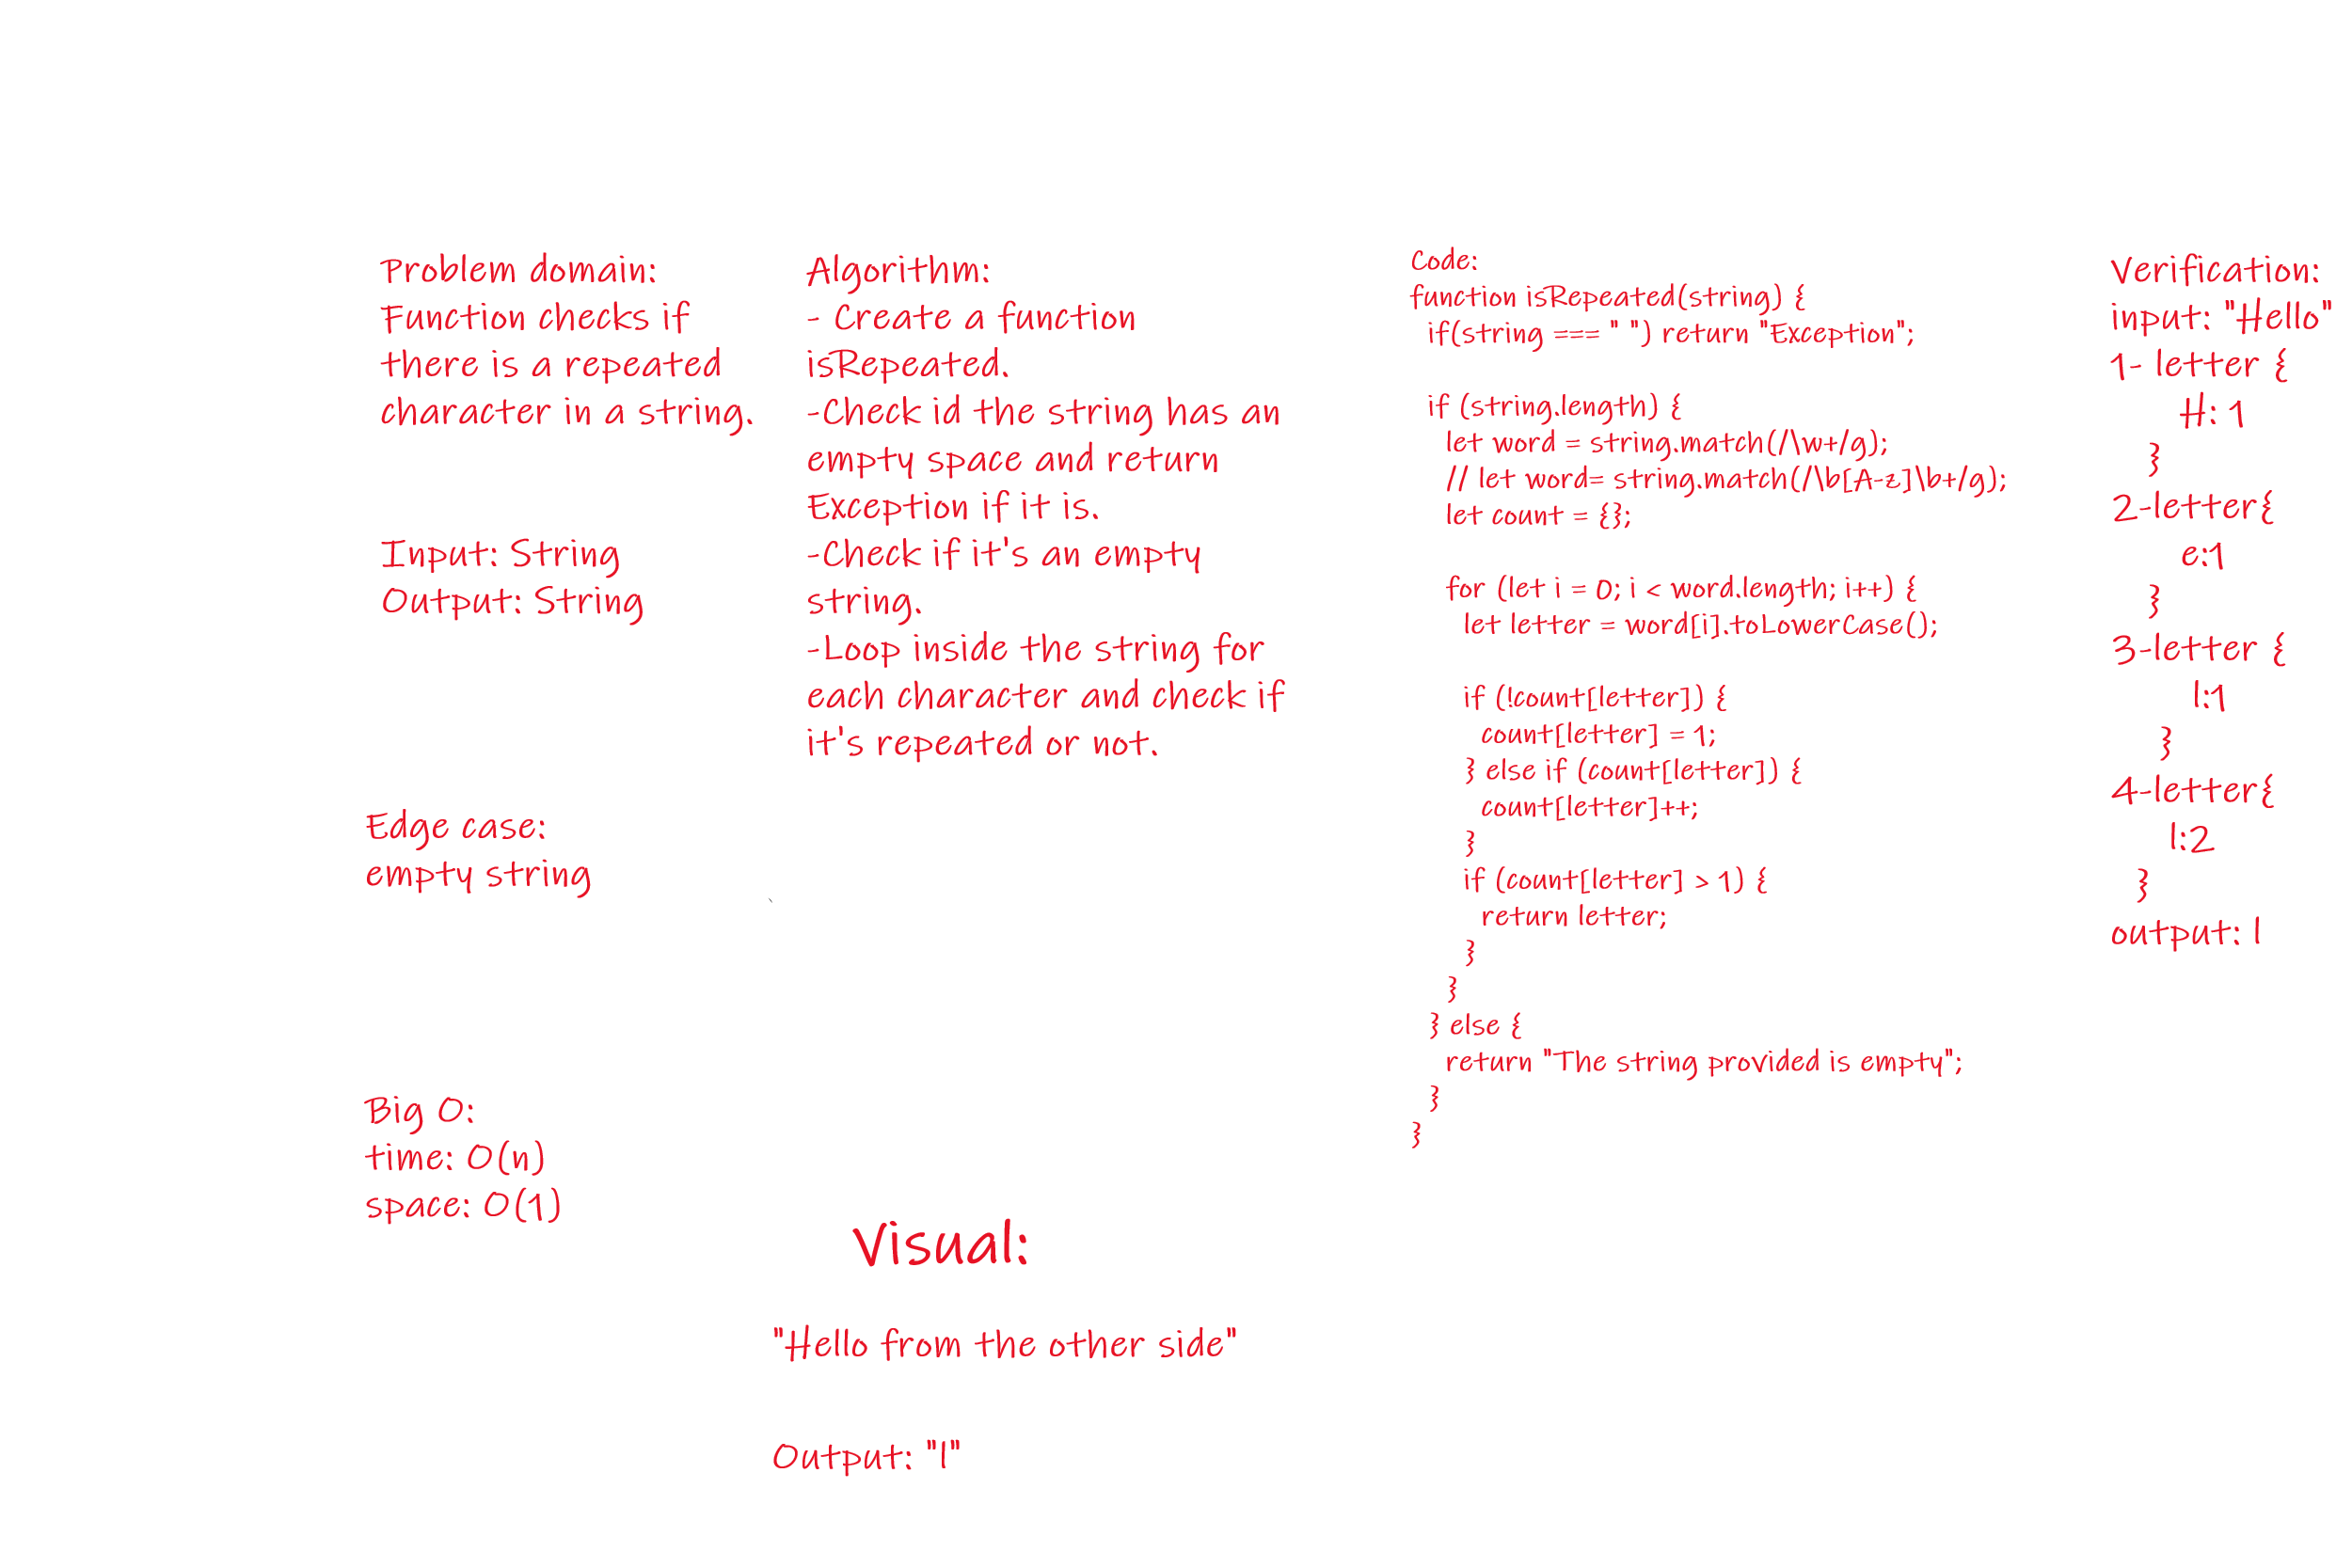 Problem domain:
Function checks if
there is a repeated
character in a string.
Input: String
Output: String
Edge case:
empty string
Big O:
time: O(n)
space: O(1)
Algorithm:
- Create a function
isRepeated.
-Check id the string has an
empty space and return
Exception if it is.
-Check if it's an empty
string.
-Loop inside the string for
each character and check if
it's repeated or not.
Visual:
"Hello from the other side"
Output: "l"
Code:
function isRepeated(string) {
if(string === " ") return "Exception";
if (string.length) {
let word = string.match(/\w+/g);
// let word= string.match(/\b[A-z]\b+/g);
let count = {};
for (let i = 0; i < word.length; i++) {
let letter = word[i].toLowerCase();
if (!count[letter]) {
count[letter] = 1;
} else if (count[letter]) {
count[letter]++;
}
if (count[letter] > 1) {
return letter;
}
}
} else {
return "The string provided is empty";
}
}
Verification:
input: "Hello"
1- letter {
H: 1
}
2-letter{
e:1
}
3-letter {
l:1
}
4-letter{
l:2
}
output: l